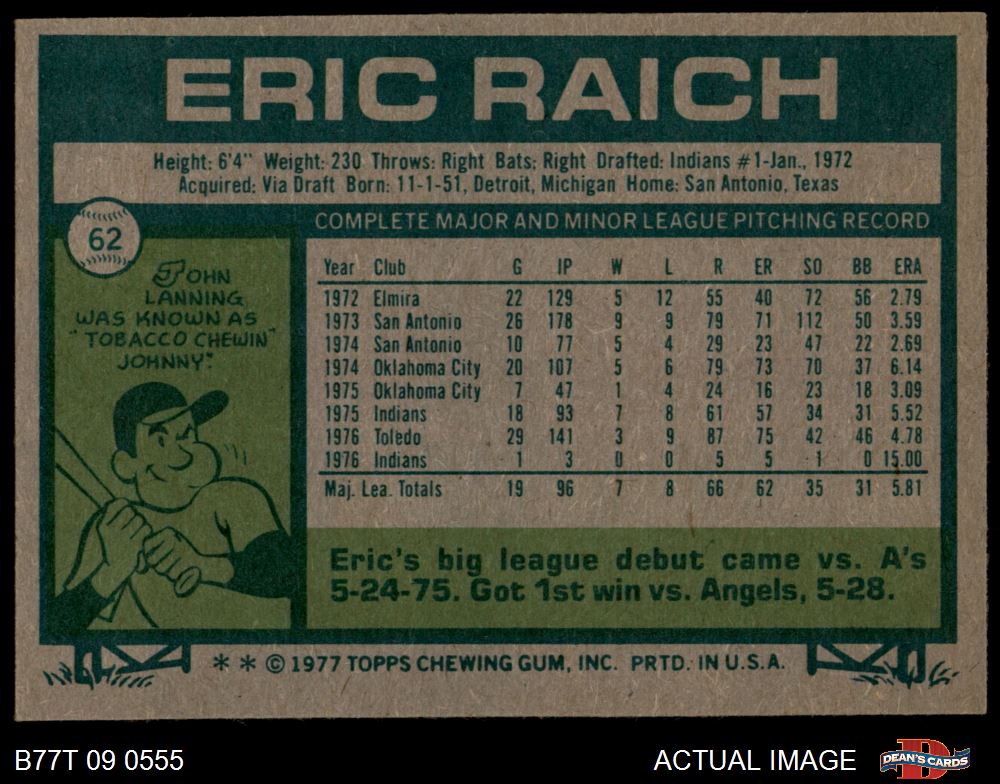 ERIC RAICH
Height: 6'4" Weight: 230 Throws: Right Bats: Right Drafted: Indians #1-Jan., 1972
Acquired: Via Draft Born: 11-1-51, Detroit, Michigan Home: San Antonio, Texas
62
JOHN
LANNING
WAS KNOWN AS
"TOBACCO CHEWIN'
JOHNNY."
COMPLETE MAJOR AND MINOR LEAGUE PITCHING RECORD
Year Club G IP W L R ER SO BB ERA
1972 Elmira 22 129 5 12 55 40 72 56 2.79
1973 San Antonio 26 178 9 9 79 71 112 50 3.59
1974 San Antonio 10 77 5 4 29 23 47 22 2.69
1974 Oklahoma City 20 107 5 6 79 73 70 37 6.14
1975 Oklahoma City 7 47 1 4 24 16 23 18 3.09
1975 Indians 18 93 7 8 61 57 34 31 5.52
1976 Toledo 29 141 3 9 87 75 42 46 4.78
1976 Indians 1 3 0 0 5 5 1 0 15.00
Maj. Lea. Totals 19 96 7 8 66 62 35 31 5.81
Eric's big league debut came vs. A's
5-24-75. Got 1st win vs. Angels, 5-28.
* * © 1977 TOPPS CHEWING GUM, INC. PRTD. IN U.S.A.
B77T 09 0555 ACTUAL IMAGE DEAN'S CARDS